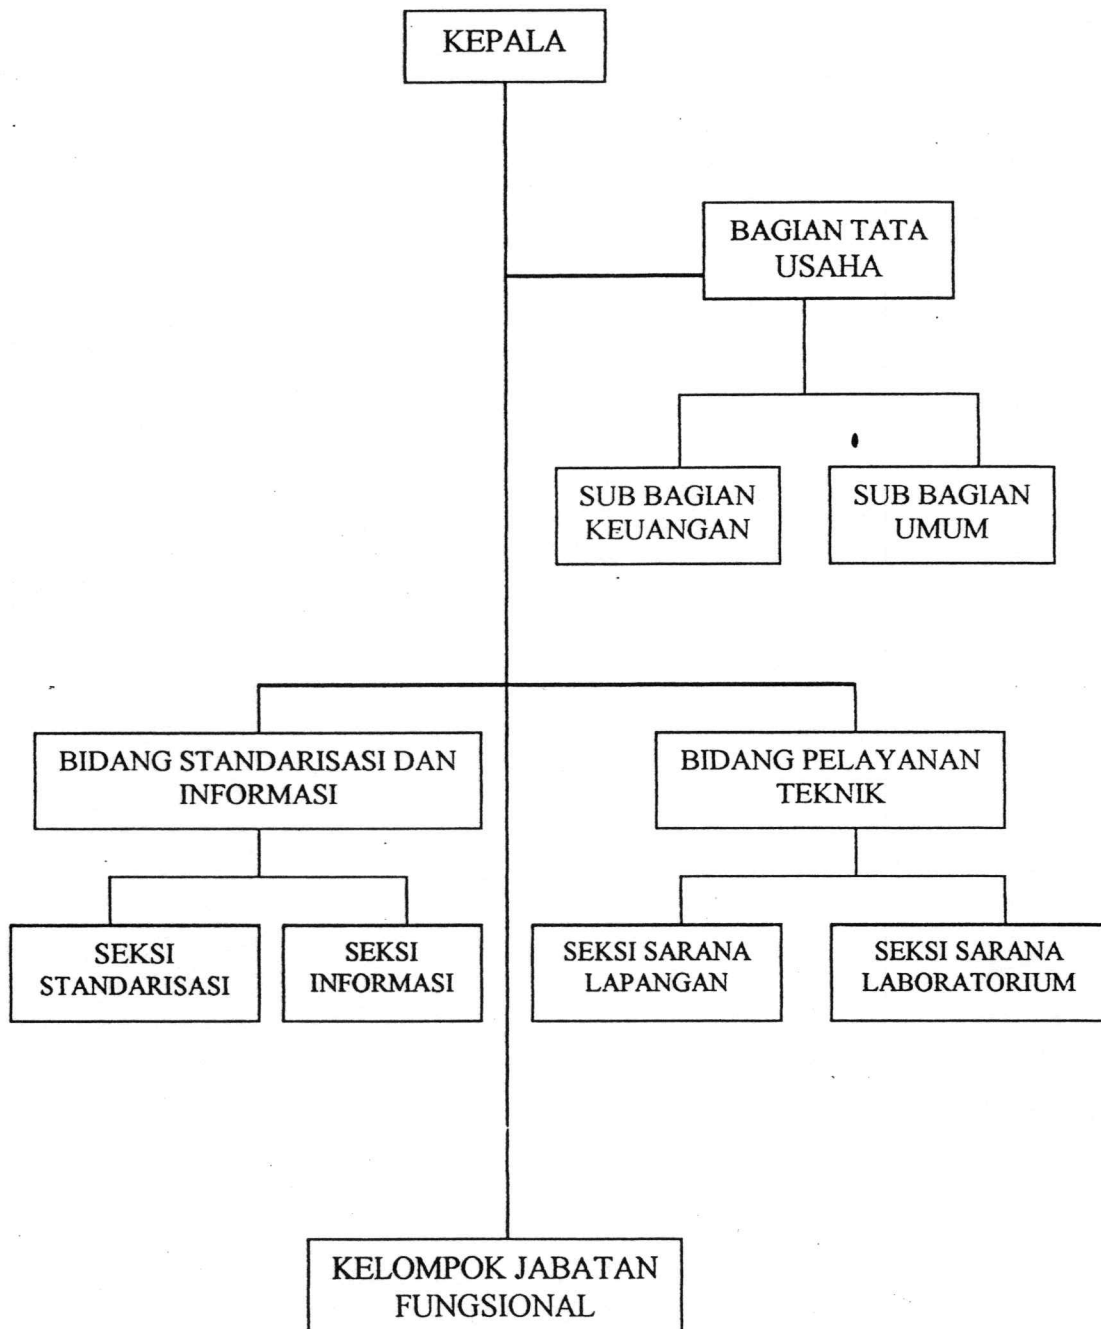 KEPALA
BAGIAN TATA
USAHA
SUB BAGIAN
KEUANGAN
SUB BAGIAN
UMUM
BIDANG STANDARISASI DAN
INFORMASI
BIDANG PELAYANAN
TEKNIK
SEKSI
STANDARISASI
SEKSI
INFORMASI
SEKSI SARANA
LAPANGAN
SEKSI SARANA
LABORATORIUM
KELOMPOK JABATAN
FUNGSIONAL